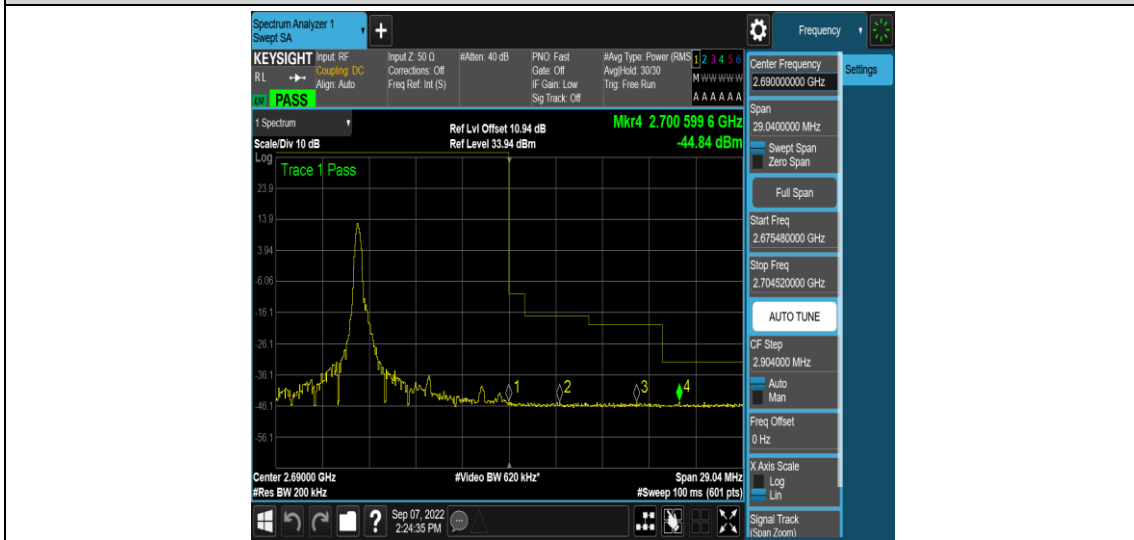 Spectrum Analyzer 1
Swept SA
+
Frequency
KEYSIGHT
R L
LXI
PASS
Input: RF
Coupling: DC
Align: Auto
Input Z: 50 Ω
Corrections: Off
Freq Ref: Int (S)
#Atten: 40 dB
PNO: Fast
Gate: Off
IF Gain: Low
Sig Track: Off
#Avg Type: Power (RMS
Avg|Hold: 30/30
Trig: Free Run
1 2 3 4 5 6
M W W W W W
A A A A A A
1 Spectrum
Scale/Div 10 dB
Ref Lvl Offset 10.94 dB
Ref Level 33.94 dBm
Mkr4 2.700 599 6 GHz
-44.84 dBm
Log
Trace 1 Pass
23.9
13.9
3.94
-6.06
-16.1
-26.1
-36.1
-46.1
-56.1
1
2
3
4
Center 2.69000 GHz
#Res BW 200 kHz
#Video BW 620 kHz*
Span 29.04 MHz
#Sweep 100 ms (601 pts)
?
Sep 07, 2022
2:24:35 PM
Center Frequency
2.690000000 GHz
Settings
Span
29.0400000 MHz
Swept Span
Zero Span
Full Span
Start Freq
2.675480000 GHz
Stop Freq
2.704520000 GHz
AUTO TUNE
CF Step
2.904000 MHz
Auto
Man
Freq Offset
0 Hz
X Axis Scale
Log
Lin
Signal Track
(Span Zoom)